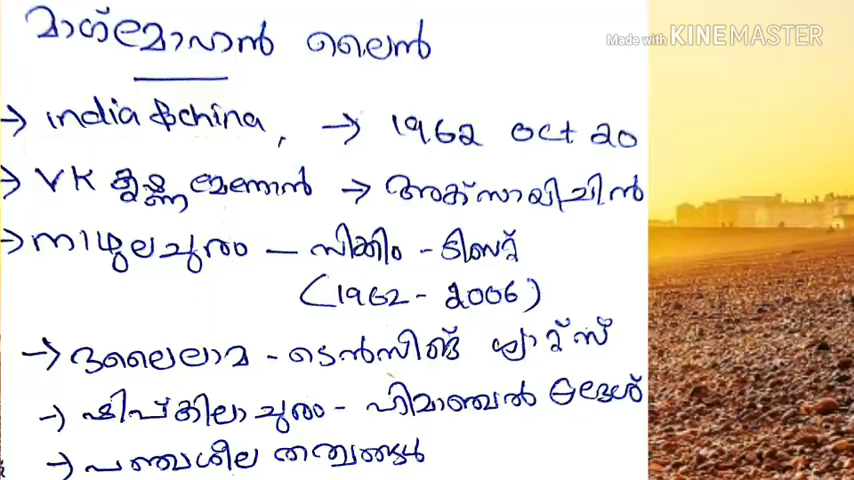 മാഗ്മോഹൻ ലൈൻ
Made with KINEMASTER
→ india & china, → 1962 oct 20
→ VK കൃഷ്ണമേനോൻ → അക്സായിചിൻ
→ നാഥുലചുരം – സിക്കിം - ടിബറ്റ്
(1962 - 2006)
→ ദലൈലാമ - ടെൻസിങ് ഗ്യാറ്റ്സ്
→ ഷിപ്കിലാചുരം - ഹിമാഞ്ചൽ പ്രദേശ്
→ പഞ്ചശീല തത്വങ്ങൾ